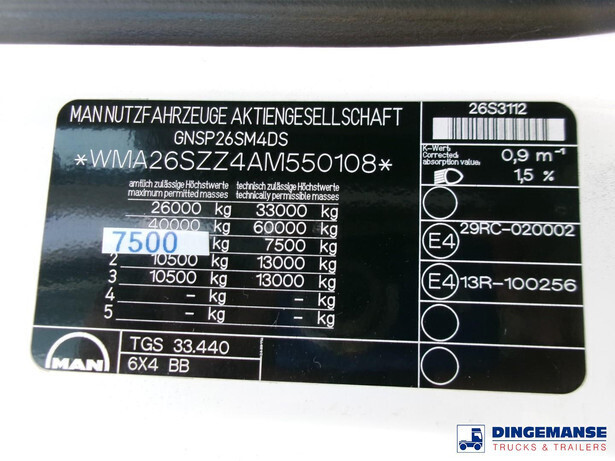 MAN NUTZFAHRZEUGE AKTIENGESELLSCHAFT
GNSP26SM4DS
*WMA26SZZ4AM550108*
amtlich zulässige Höchstwerte technisch zulässige Höchstwerte
maximum permitted masses technically permissible masses
26000 kg 33000 kg
40000 kg 60000 kg
7500 kg 7500 kg
2 10500 kg 13000 kg
3 10500 kg 13000 kg
4 - kg - kg
5 - kg - kg
MAN
TGS 33.440
6X4 BB
26S3112
K-Wert:
Corrected absorption value: 0,9 m⁻¹
1,5 %
E4 29RC-020002
E4 13R-100256
DINGEMANSE
TRUCKS & TRAILERS